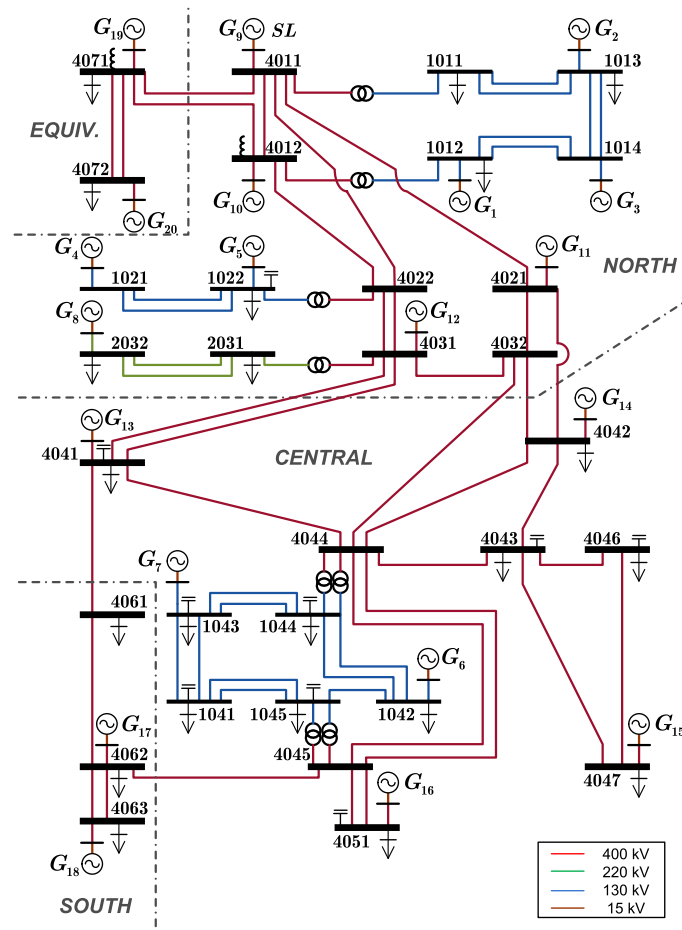 G19
G9 SL
G2
4071
4011
1011
1013
EQUIV.
4012
1012
1014
4072
G20
G10
G1
G3
G4
G5
G11
NORTH
1021
1022
4022
4021
G8
G12
2032
2031
4031
4032
G13
G14
4041
CENTRAL
4042
4044
4043
4046
G7
4061
1043
1044
G6
1041
1045
1042
G17
4045
G15
4062
4047
G16
4063
4051
G18
SOUTH
400 kV
220 kV
130 kV
15 kV